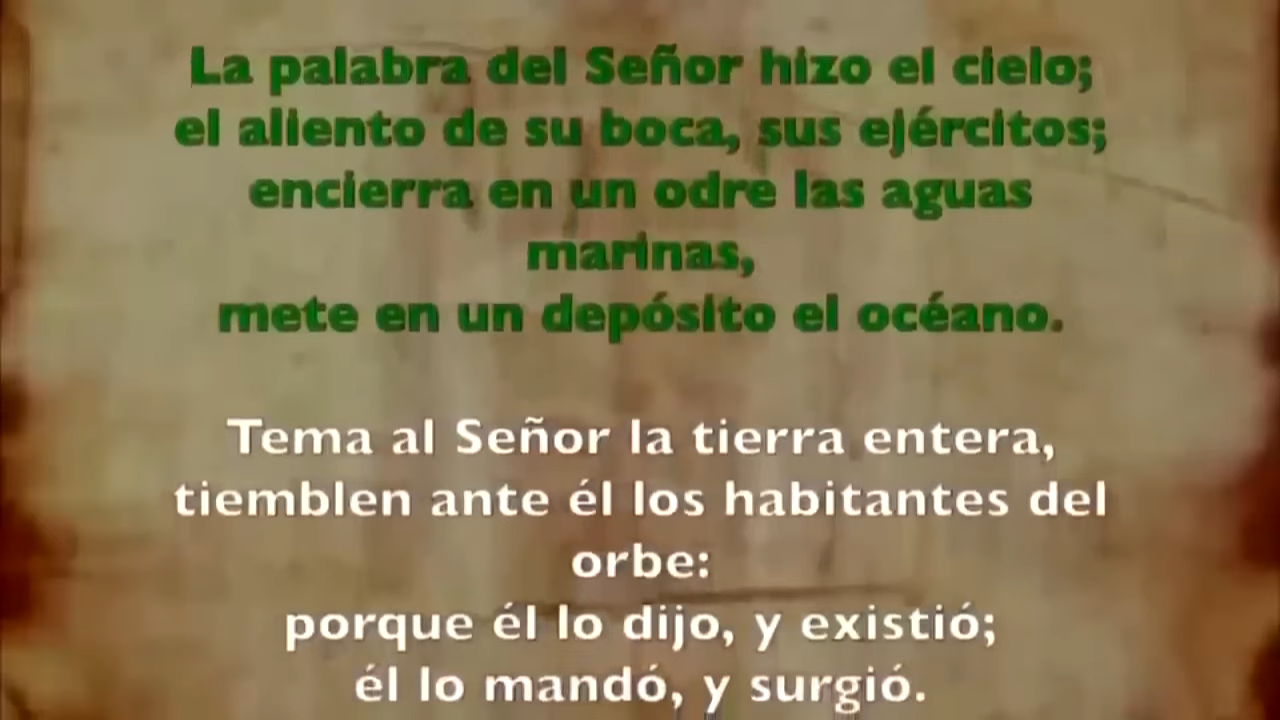 La palabra del Señor hizo el cielo;
el aliento de su boca, sus ejércitos;
encierra en un odre las aguas
marinas,
mete en un depósito el océano.
Tema al Señor la tierra entera,
tiemblen ante él los habitantes del
orbe:
porque él lo dijo, y existió;
él lo mandó, y surgió.